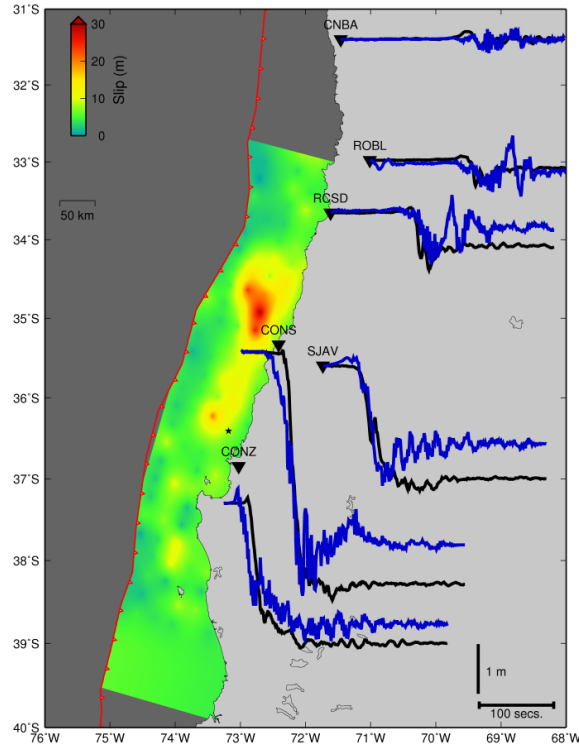 31°S
32°S
33°S
34°S
35°S
36°S
37°S
38°S
39°S
40°S
76°W
75°W
74°W
73°W
72°W
71°W
70°W
69°W
68°W
30
20
10
0
Slip (m)
50 km
CNBA
ROBL
RCSD
CONS
SJAV
CONZ
1 m
100 secs.